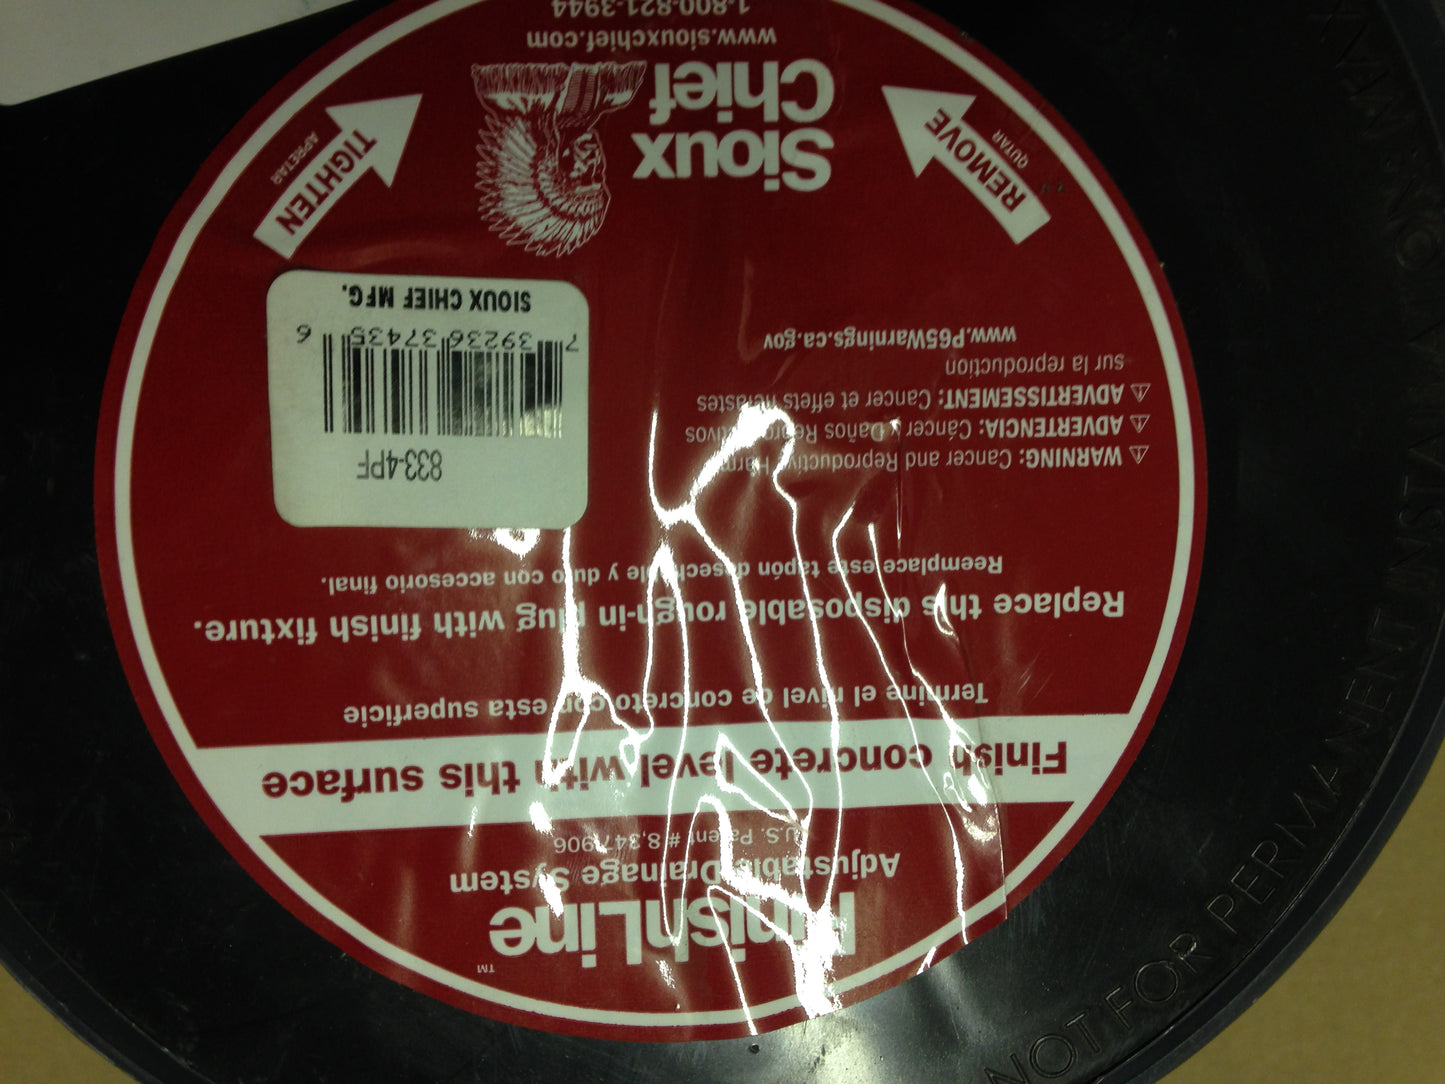 FinishLine™
Adjustable Drainage System
U.S. Patent # 8,347,906
Finish concrete level with this surface
Termine el nivel de concreto con esta superficie
Replace this disposable rough-in plug with finish fixture.
Reemplace este tapón desechable y duro con accesorio final.
⚠ WARNING: Cancer and Reproductive Harm
⚠ ADVERTENCIA: Cáncer y Daños Reproductivos
⚠ ADVERTISSEMENT: Cancer et effets néfastes
sur la reproduction
www.P65Warnings.ca.gov
833-4PF
7 39236 37435 6
SIOUX CHIEF MFG.
REMOVE
QUTAR
TIGHTEN
APRETAR
Sioux
Chief
www.siouxchief.com
1-800-821-3944
NOT FOR PERMANENT INSTALLATION